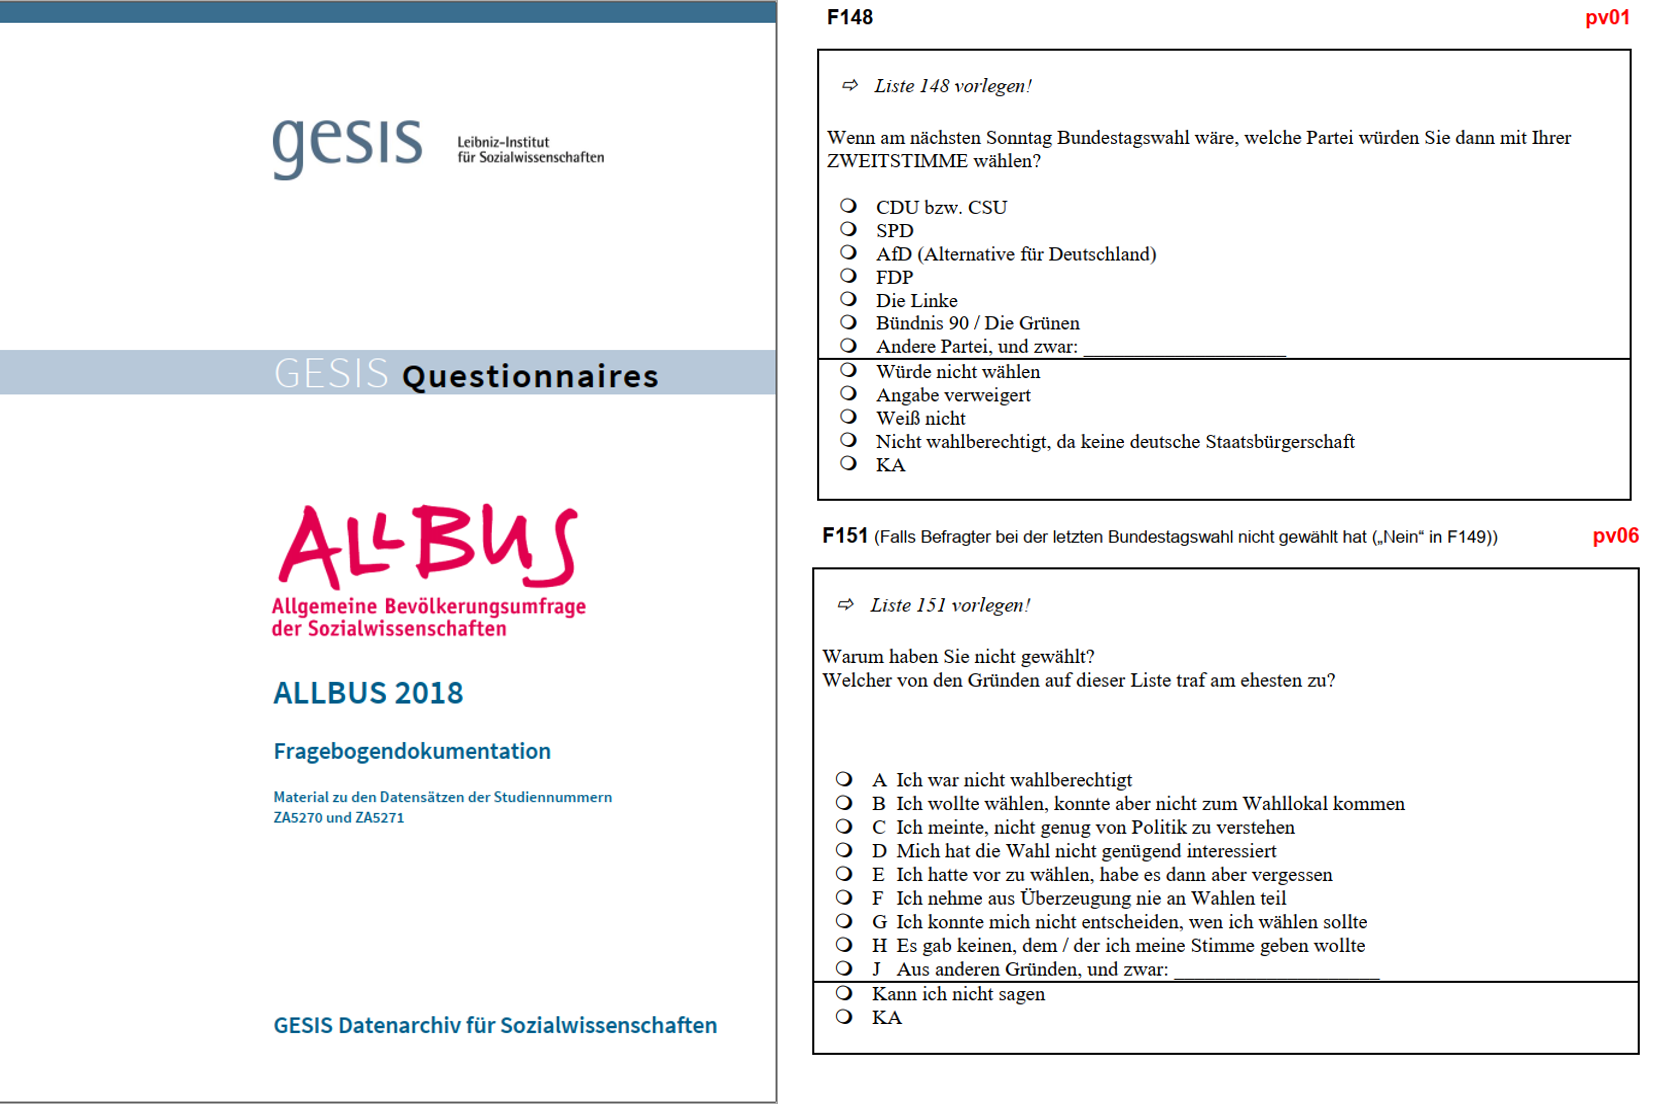 gesis
Leibniz-Institut
für Sozialwissenschaften
GESIS Questionnaires
ALLBUS
Allgemeine Bevölkerungsumfrage
der Sozialwissenschaften
ALLBUS 2018
Fragebogendokumentation
Material zu den Datensätzen der Studiennummern
ZA5270 und ZA5271
GESIS Datenarchiv für Sozialwissenschaften
F148 pv01
⇨ Liste 148 vorlegen!
Wenn am nächsten Sonntag Bundestagswahl wäre, welche Partei würden Sie dann mit Ihrer
ZWEITSTIMME wählen?
CDU bzw. CSU
SPD
AfD (Alternative für Deutschland)
FDP
Die Linke
Bündnis 90 / Die Grünen
Andere Partei, und zwar: ____________________
Würde nicht wählen
Angabe verweigert
Weiß nicht
Nicht wahlberechtigt, da keine deutsche Staatsbürgerschaft
KA
F151 (Falls Befragter bei der letzten Bundestagswahl nicht gewählt hat („Nein“ in F149)) pv06
⇨ Liste 151 vorlegen!
Warum haben Sie nicht gewählt?
Welcher von den Gründen auf dieser Liste traf am ehesten zu?
A Ich war nicht wahlberechtigt
B Ich wollte wählen, konnte aber nicht zum Wahllokal kommen
C Ich meinte, nicht genug von Politik zu verstehen
D Mich hat die Wahl nicht genügend interessiert
E Ich hatte vor zu wählen, habe es dann aber vergessen
F Ich nehme aus Überzeugung nie an Wahlen teil
G Ich konnte mich nicht entscheiden, wen ich wählen sollte
H Es gab keinen, dem / der ich meine Stimme geben wollte
J Aus anderen Gründen, und zwar: ____________________
Kann ich nicht sagen
KA